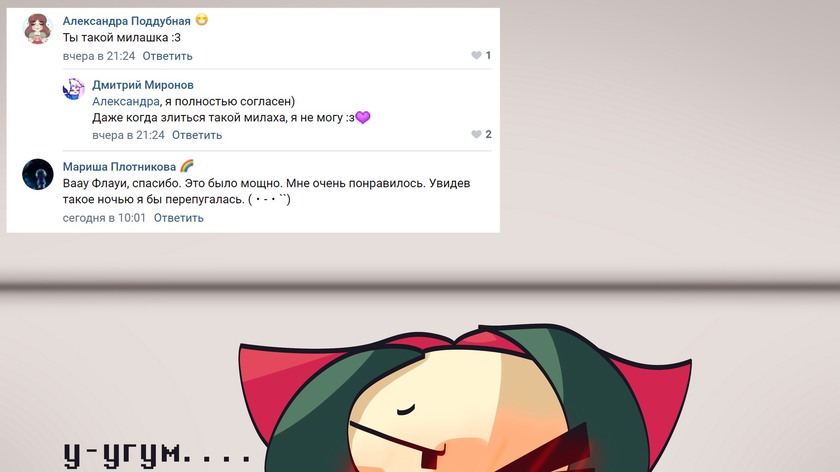 Александра Поддубная 😷
Ты такой милашка :3
вчера в 21:24 Ответить 1
Дмитрий Миронов
Александра, я полностью согласен)
Даже когда злиться такой милаха, я не могу :з💜
вчера в 21:24 Ответить 2
Мариша Плотникова 🌈
Ваау Флауи, спасибо. Это было мощно. Мне очень понравилось. Увидев
такое ночью я бы перепугалась. (・-・``)
сегодня в 10:01 Ответить
у-угум....